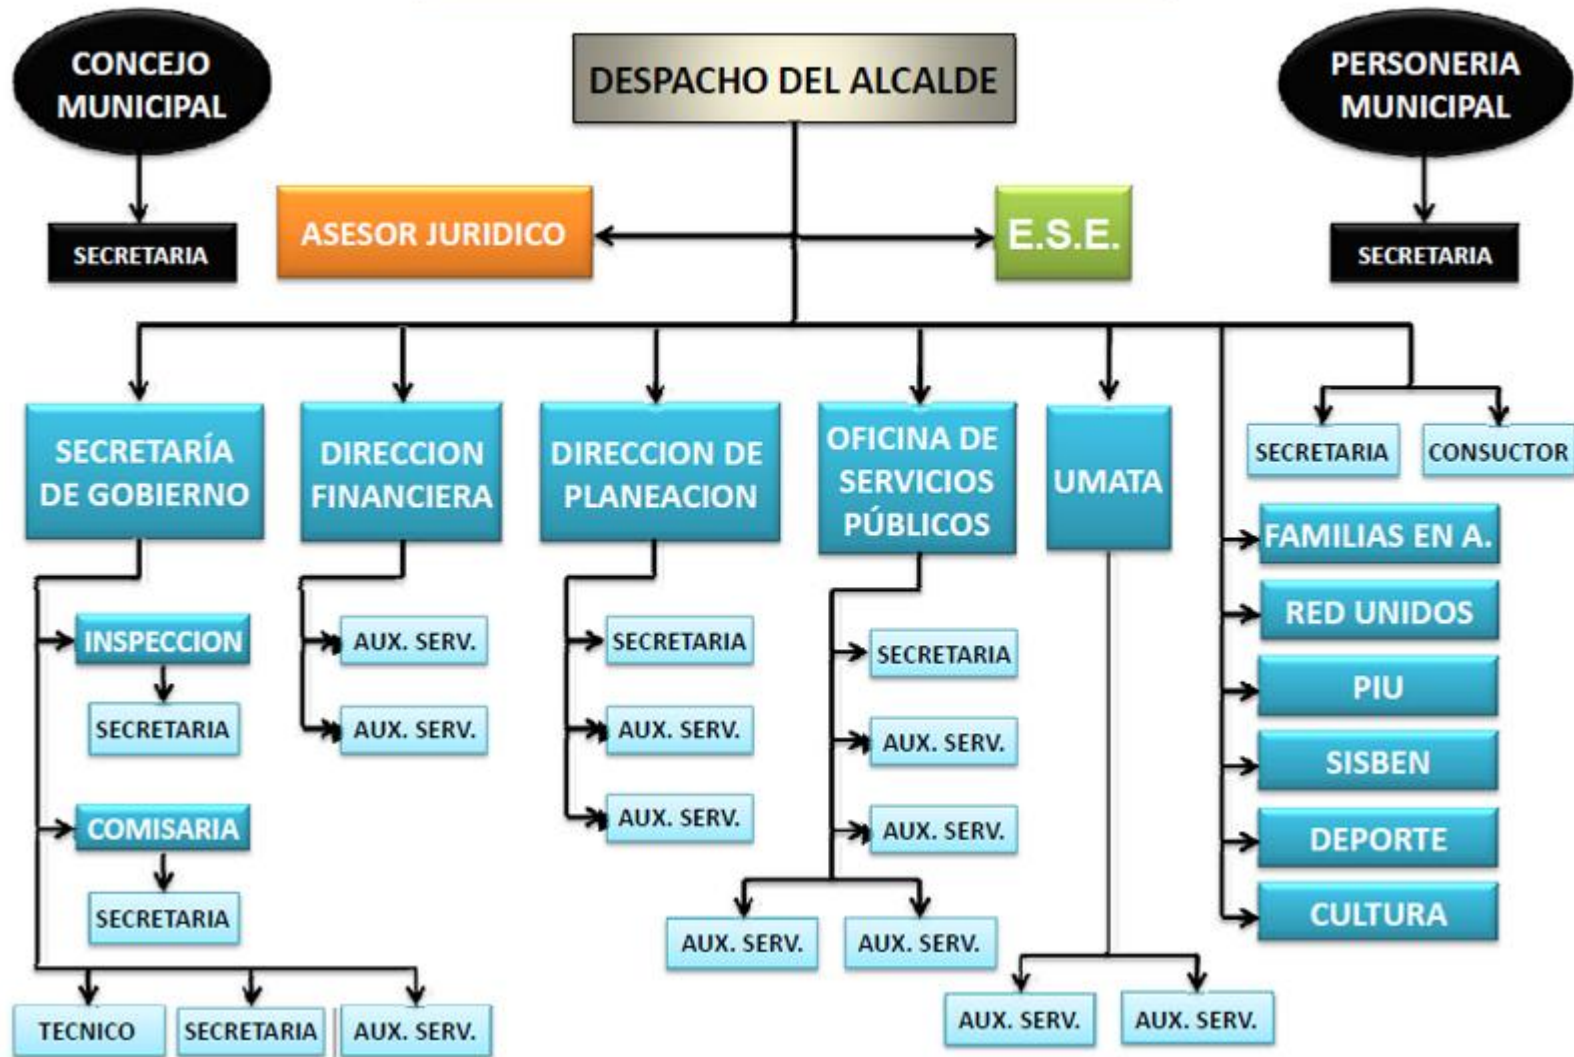 CONCEJO
MUNICIPAL
DESPACHO DEL ALCALDE
PERSONERIA
MUNICIPAL
SECRETARIA
ASESOR JURIDICO
E.S.E.
SECRETARIA
SECRETARÍA
DE GOBIERNO
DIRECCION
FINANCIERA
DIRECCION DE
PLANEACION
OFICINA DE
SERVICIOS
PÚBLICOS
UMATA
SECRETARIA
CONSUCTOR
INSPECCION
SECRETARIA
COMISARIA
SECRETARIA
TECNICO
SECRETARIA
AUX. SERV.
AUX. SERV.
AUX. SERV.
SECRETARIA
AUX. SERV.
AUX. SERV.
SECRETARIA
AUX. SERV.
AUX. SERV.
AUX. SERV.
AUX. SERV.
AUX. SERV.
AUX. SERV.
FAMILIAS EN A.
RED UNIDOS
PIU
SISBEN
DEPORTE
CULTURA